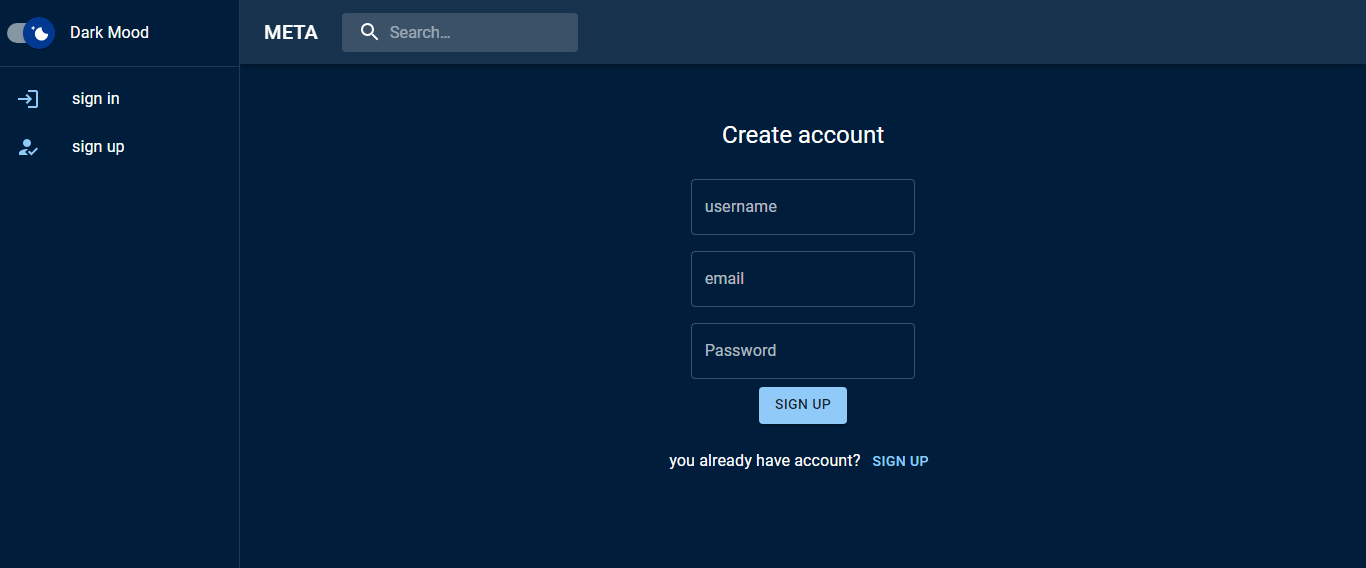 Dark Mood
META
Search...
sign in
sign up
Create account
username
email
Password
SIGN UP
you already have account? SIGN UP